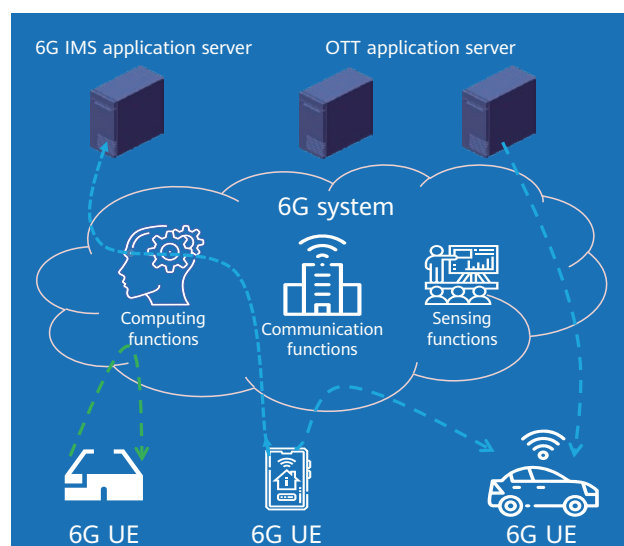 6G IMS application server
OTT application server
6G system
Computing
functions
Communication
functions
Sensing
functions
6G UE
6G UE
6G UE